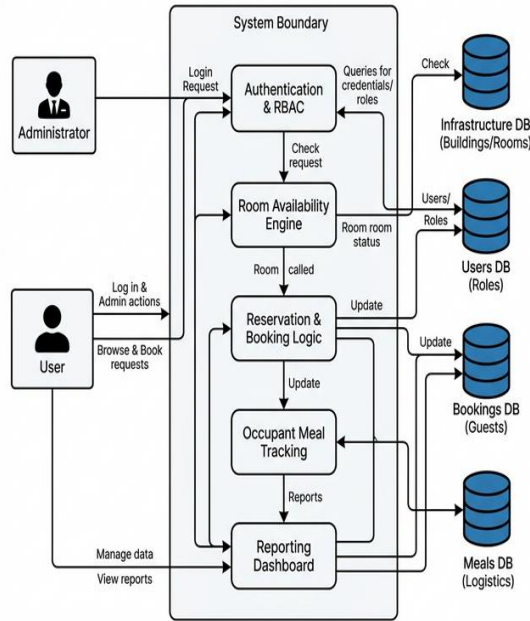 System Boundary
Administrator
Login
Request
Authentication
& RBAC
Queries for
credentials/
roles
Check
Infrastructure DB
(Buildings/Rooms)
Check
request
Room Availability
Engine
Room room
status
Users/
Roles
Users DB
(Roles)
Room called
User
Log in &
Admin actions
Browse & Book
requests
Reservation &
Booking Logic
Update
Update
Bookings DB
(Guests)
Update
Occupant Meal
Tracking
Reports
Meals DB
(Logistics)
Manage data
View reports
Reporting
Dashboard